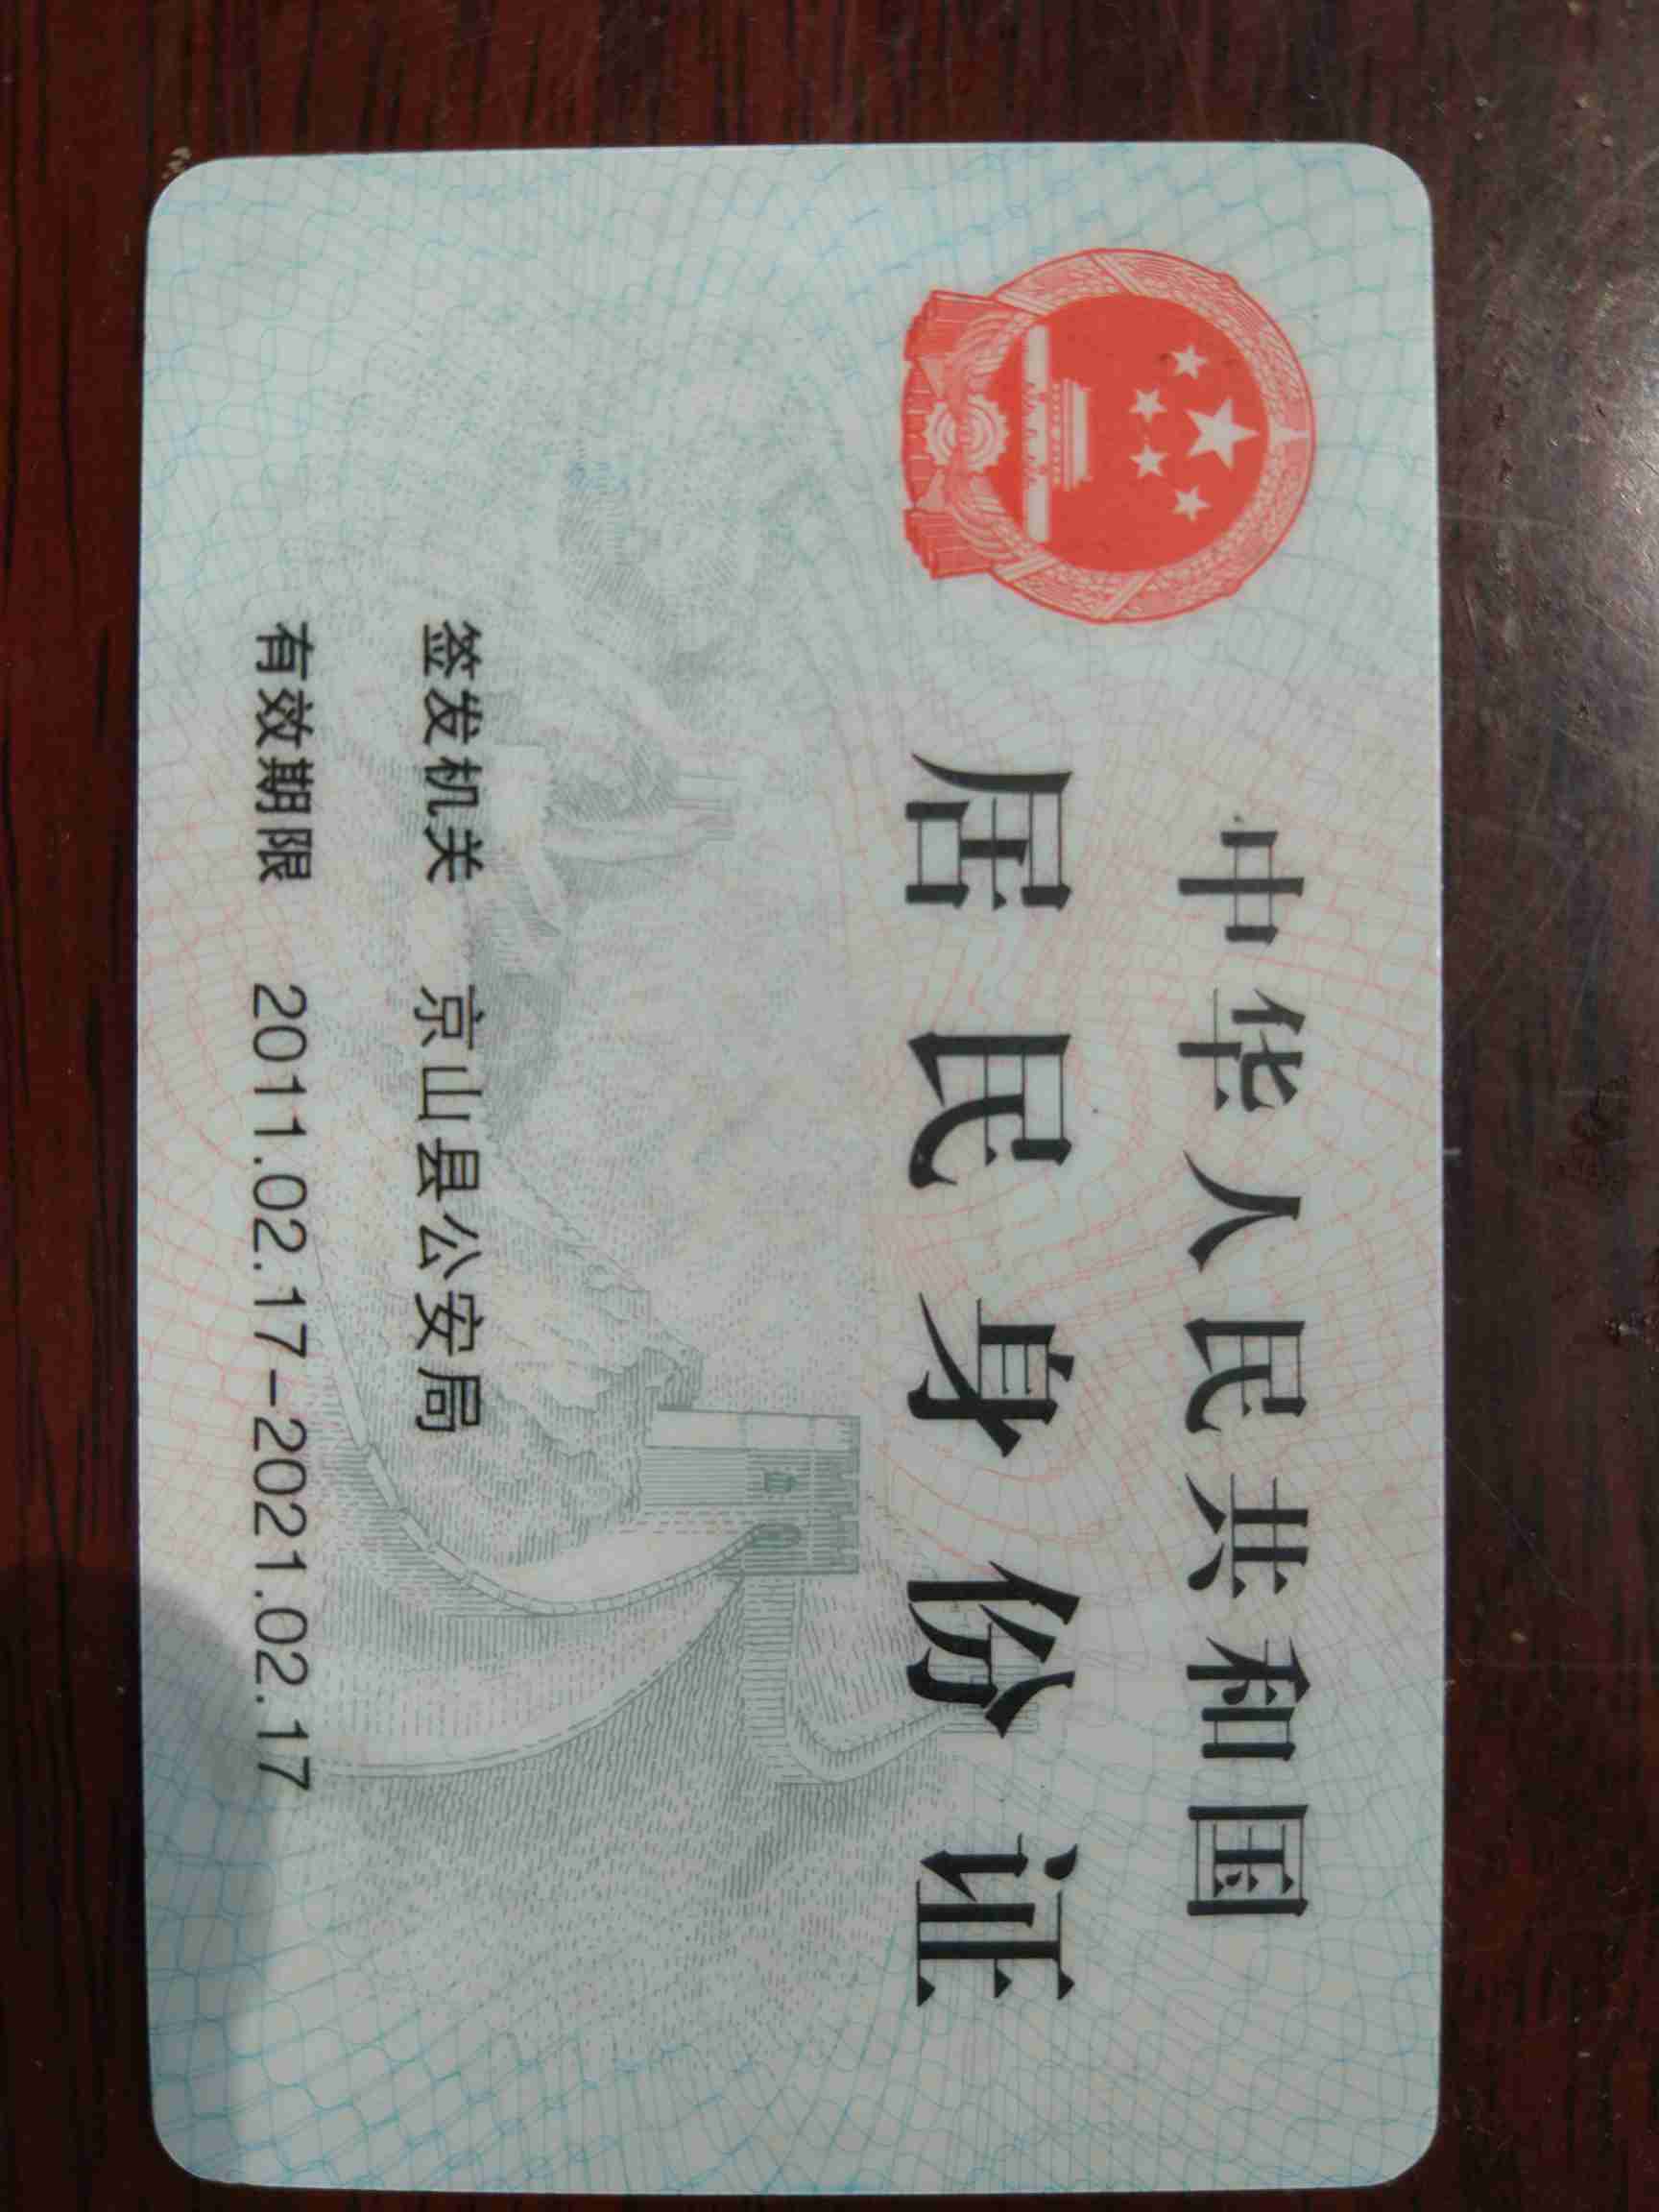 中华人民共和国
居民身份证
签发机关 京山县公安局
有效期限 2011.02.17-2021.02.17